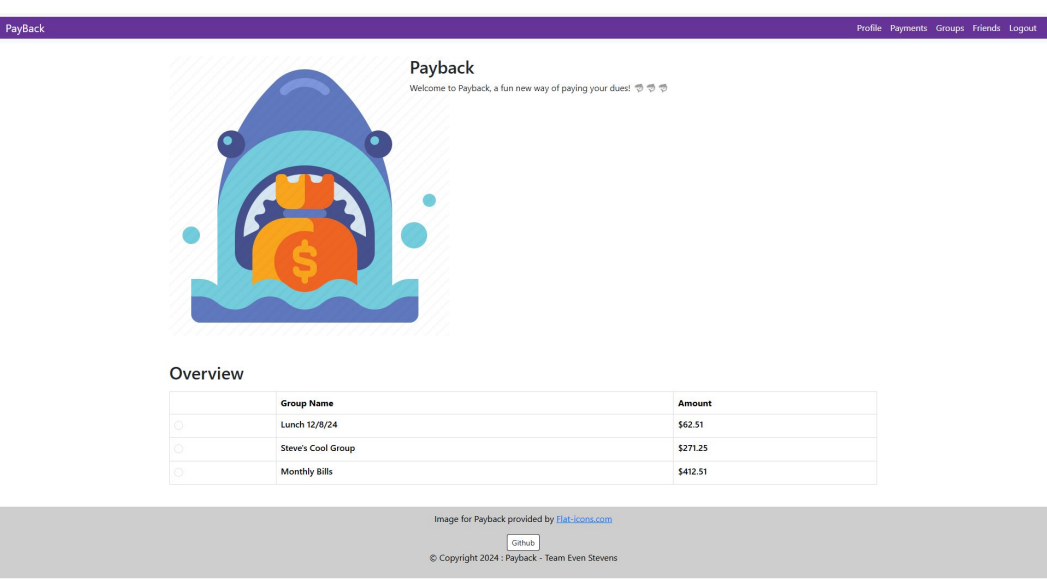 PayBack
Profile Payments Groups Friends Logout
Payback
Welcome to Payback, a fun new way of paying your dues!
$
Overview
Group Name Amount
Lunch 12/8/24 $62.51
Steve's Cool Group $271.25
Monthly Bills $412.51
Image for Payback provided by Flat-icons.com
Github
© Copyright 2024 : Payback - Team Even Stevens